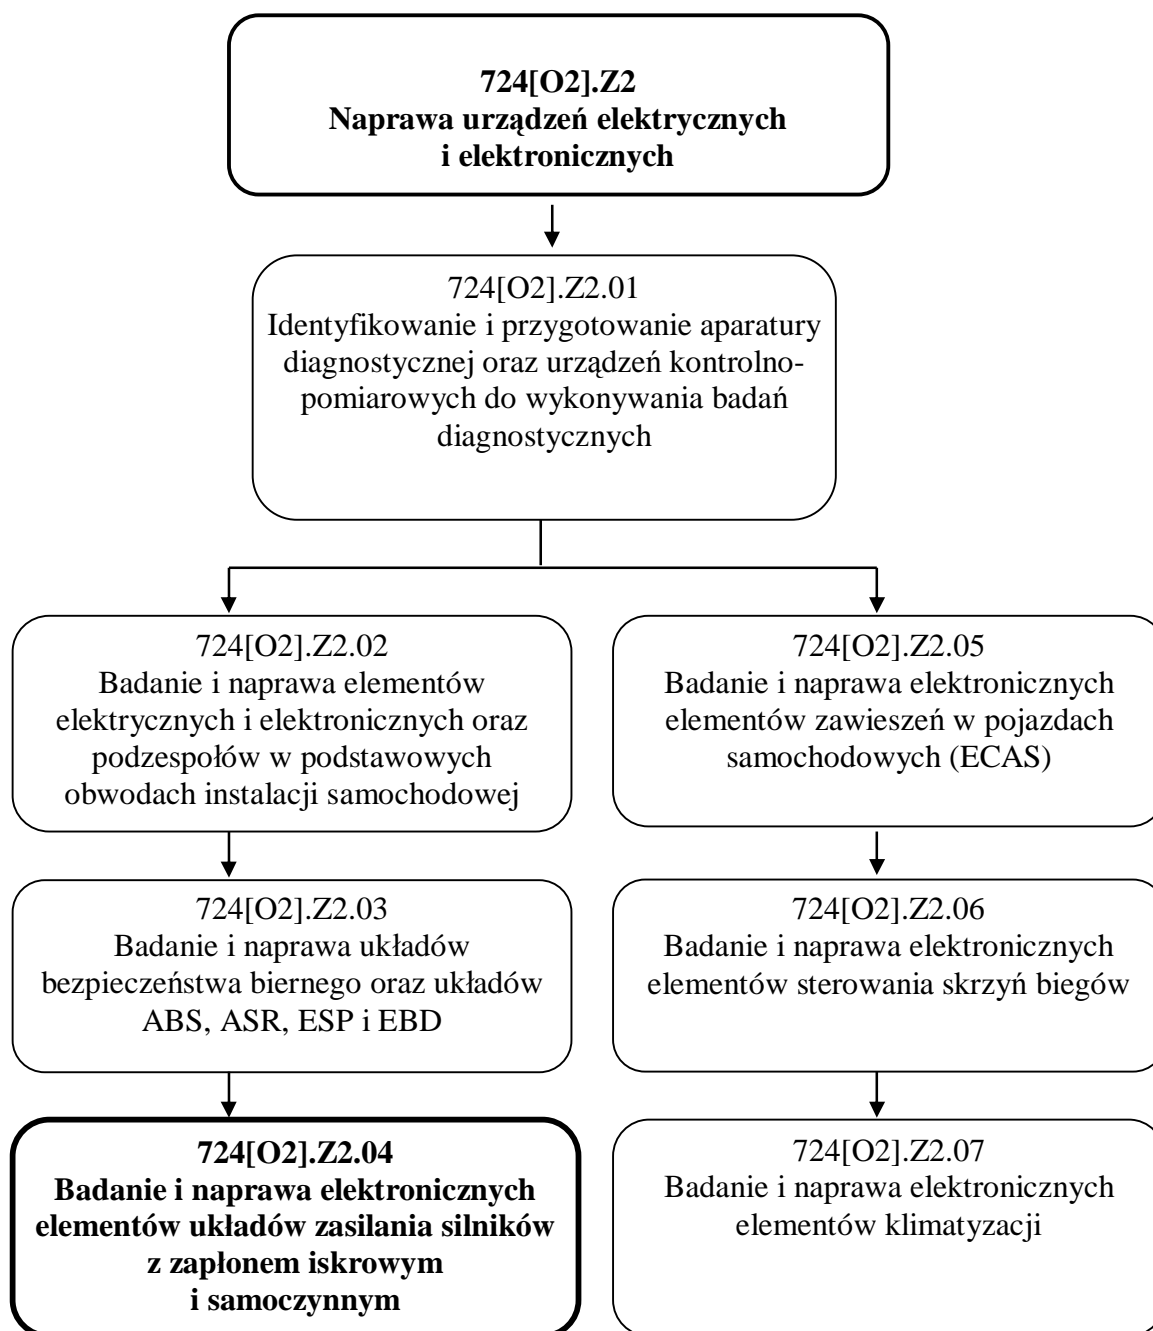 724[O2].Z2
Naprawa urządzeń elektrycznych
i elektronicznych
724[O2].Z2.01
Identyfikowanie i przygotowanie aparatury
diagnostycznej oraz urządzeń kontrolno-
pomiarowych do wykonywania badań
diagnostycznych
724[O2].Z2.02
Badanie i naprawa elementów
elektrycznych i elektronicznych oraz
podzespołów w podstawowych
obwodach instalacji samochodowej
724[O2].Z2.03
Badanie i naprawa układów
bezpieczeństwa biernego oraz układów
ABS, ASR, ESP i EBD
724[O2].Z2.04
Badanie i naprawa elektronicznych
elementów układów zasilania silników
z zapłonem iskrowym
i samoczynnym
724[O2].Z2.05
Badanie i naprawa elektronicznych
elementów zawieszeń w pojazdach
samochodowych (ECAS)
724[O2].Z2.06
Badanie i naprawa elektronicznych
elementów sterowania skrzyń biegów
724[O2].Z2.07
Badanie i naprawa elektronicznych
elementów klimatyzacji